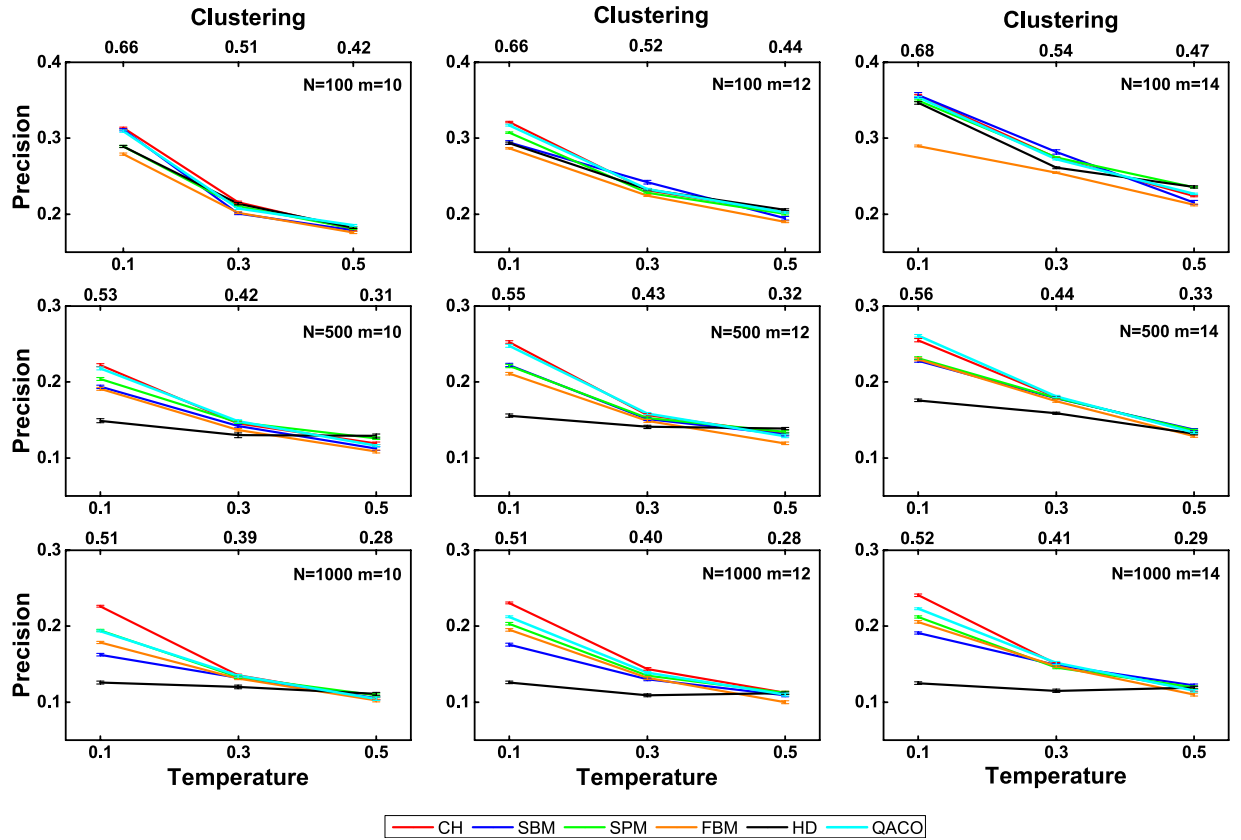 Clustering Clustering Clustering
0.66 0.51 0.42 0.66 0.52 0.44 0.68 0.54 0.47
0.4 0.4 0.4
N=100 m=10 N=100 m=12 N=100 m=14
Precision
0.3 0.3 0.3
0.2 0.2 0.2
0.1 0.3 0.5 0.1 0.3 0.5 0.1 0.3 0.5
0.53 0.42 0.31 0.55 0.43 0.32 0.56 0.44 0.33
0.3 0.3 0.3
N=500 m=10 N=500 m=12 N=500 m=14
Precision
0.2 0.2 0.2
0.1 0.1 0.1
0.1 0.3 0.5 0.1 0.3 0.5 0.1 0.3 0.5
0.51 0.39 0.28 0.51 0.40 0.28 0.52 0.41 0.29
0.3 0.3 0.3
N=1000 m=10 N=1000 m=12 N=1000 m=14
Precision
0.2 0.2 0.2
0.1 0.1 0.1
0.1 0.3 0.5 0.1 0.3 0.5 0.1 0.3 0.5
Temperature Temperature Temperature
CH SBM SPM FBM HD QACO